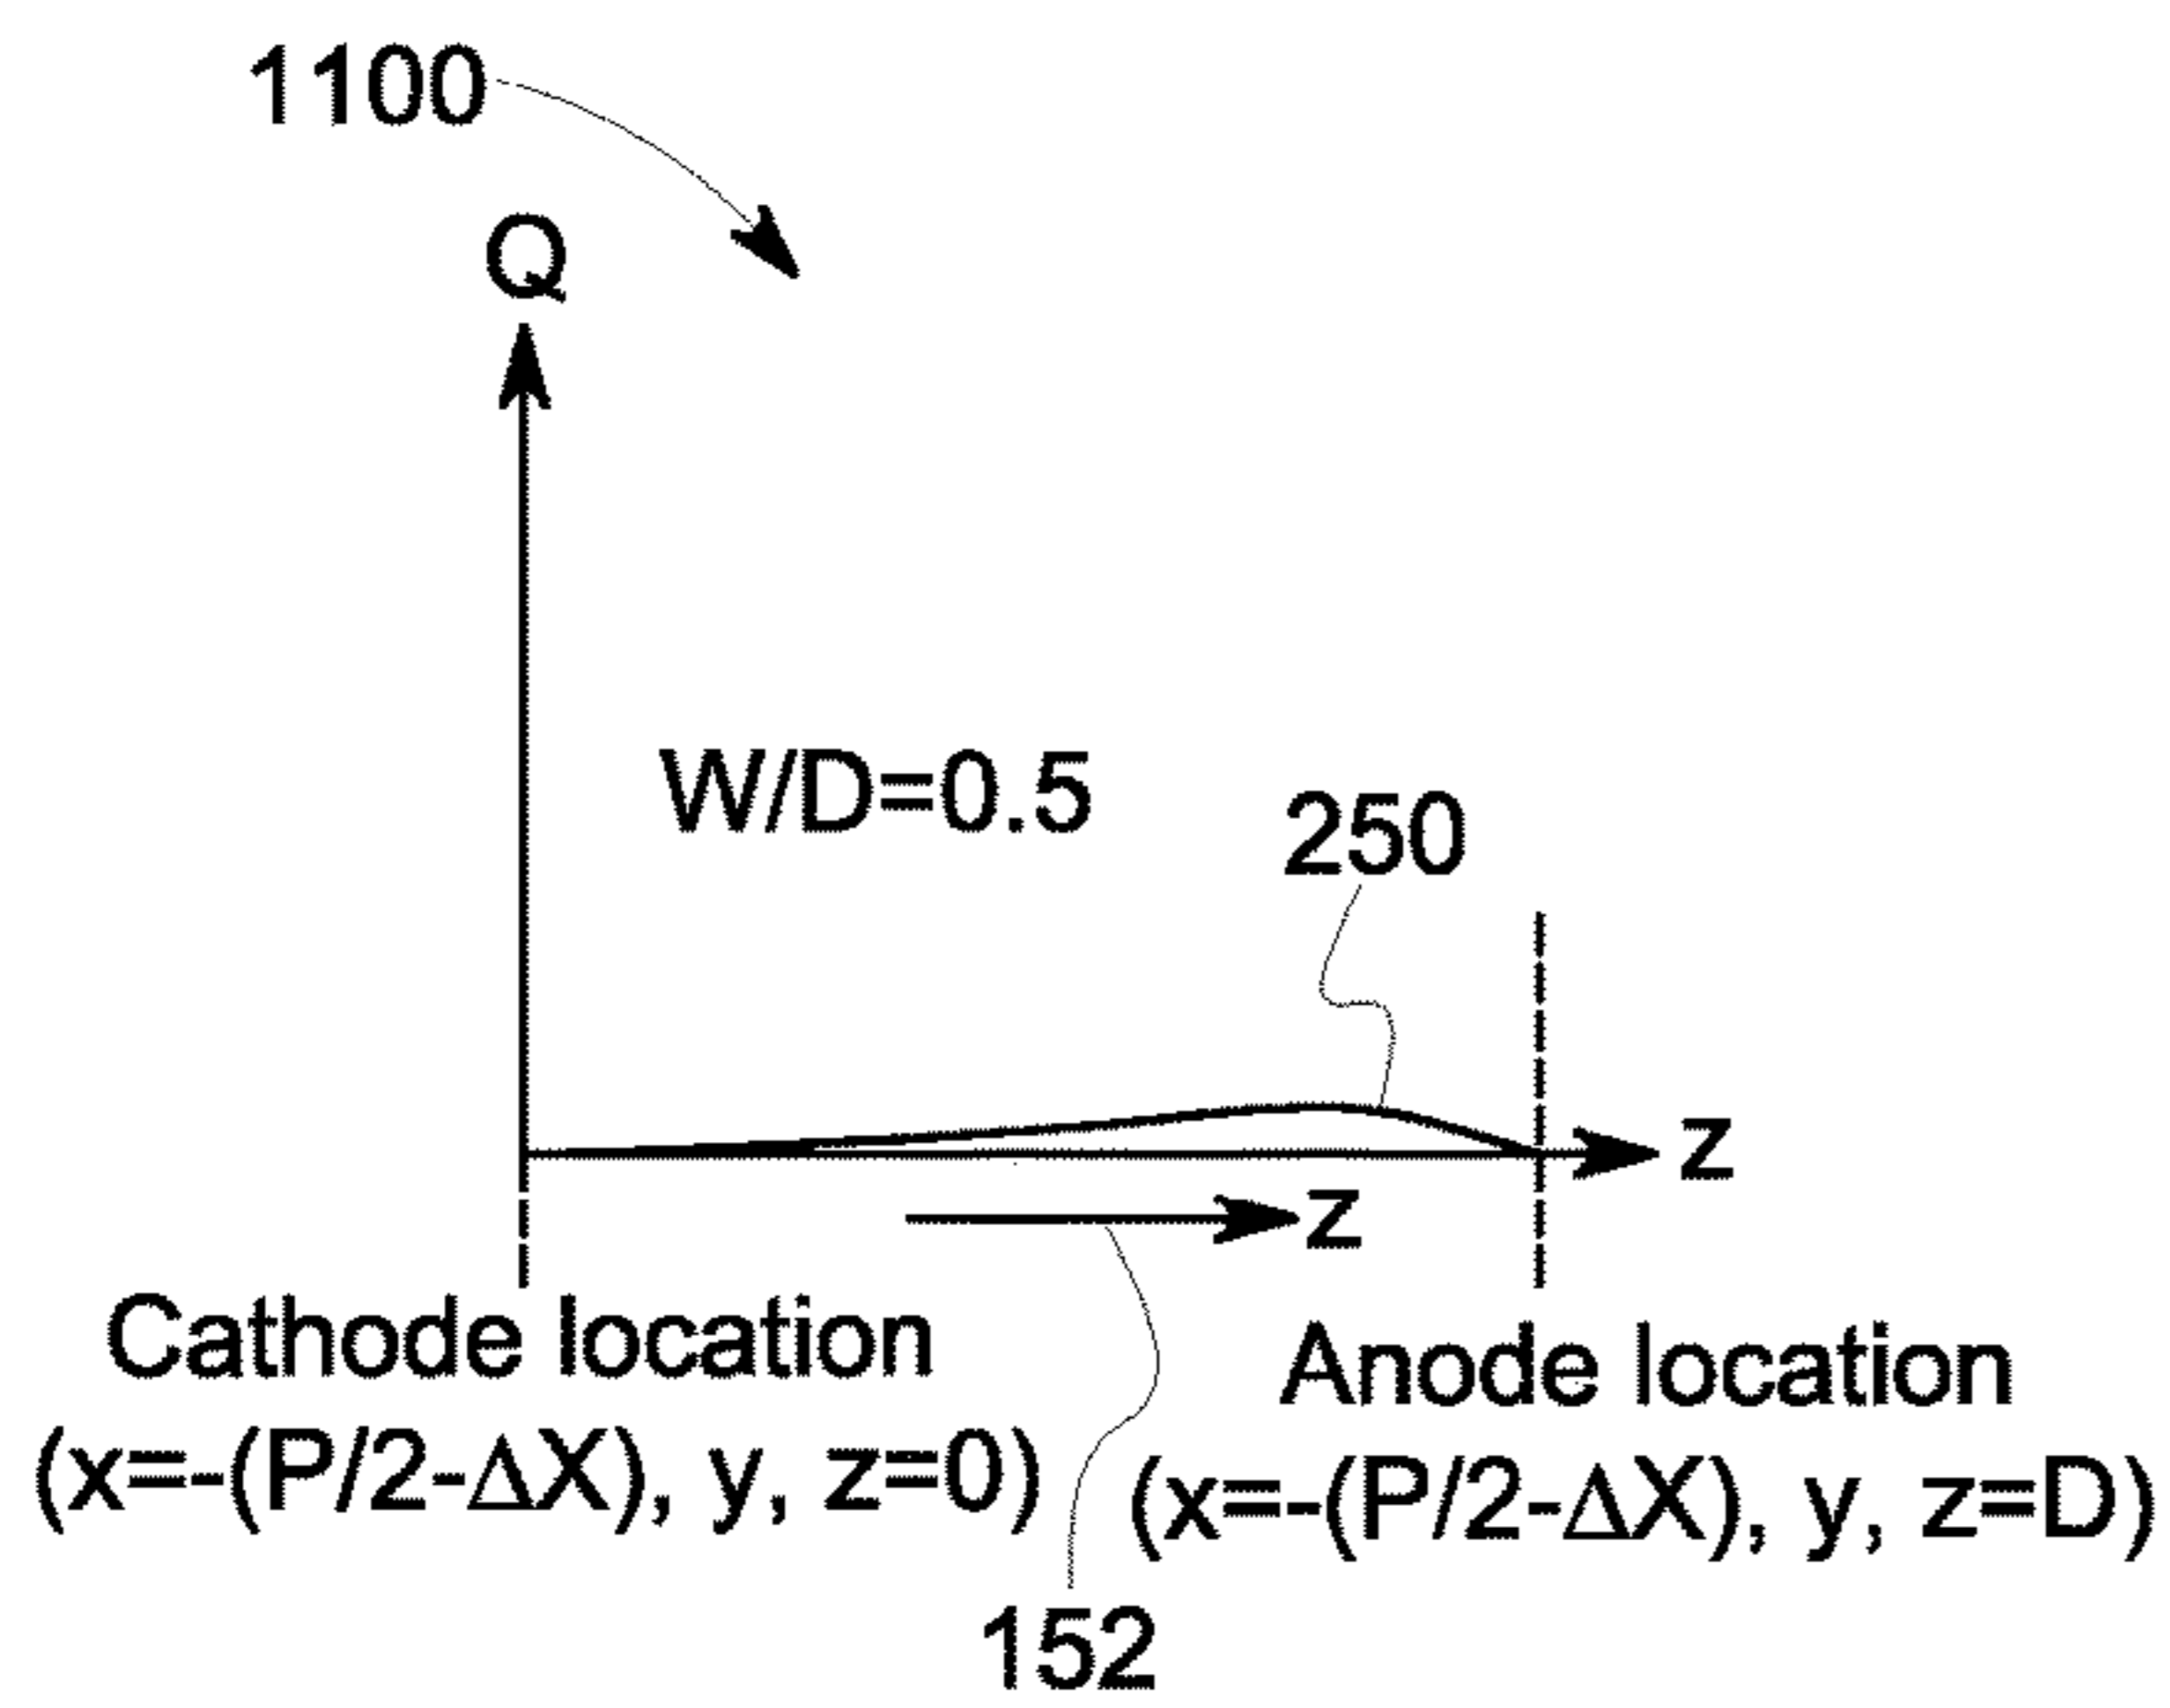 1100
Q
W/D=0.5
250
z
z
Cathode location
(x=-(P/2-ΔX), y, z=0)
Anode location
(x=-(P/2-ΔX), y, z=D)
152